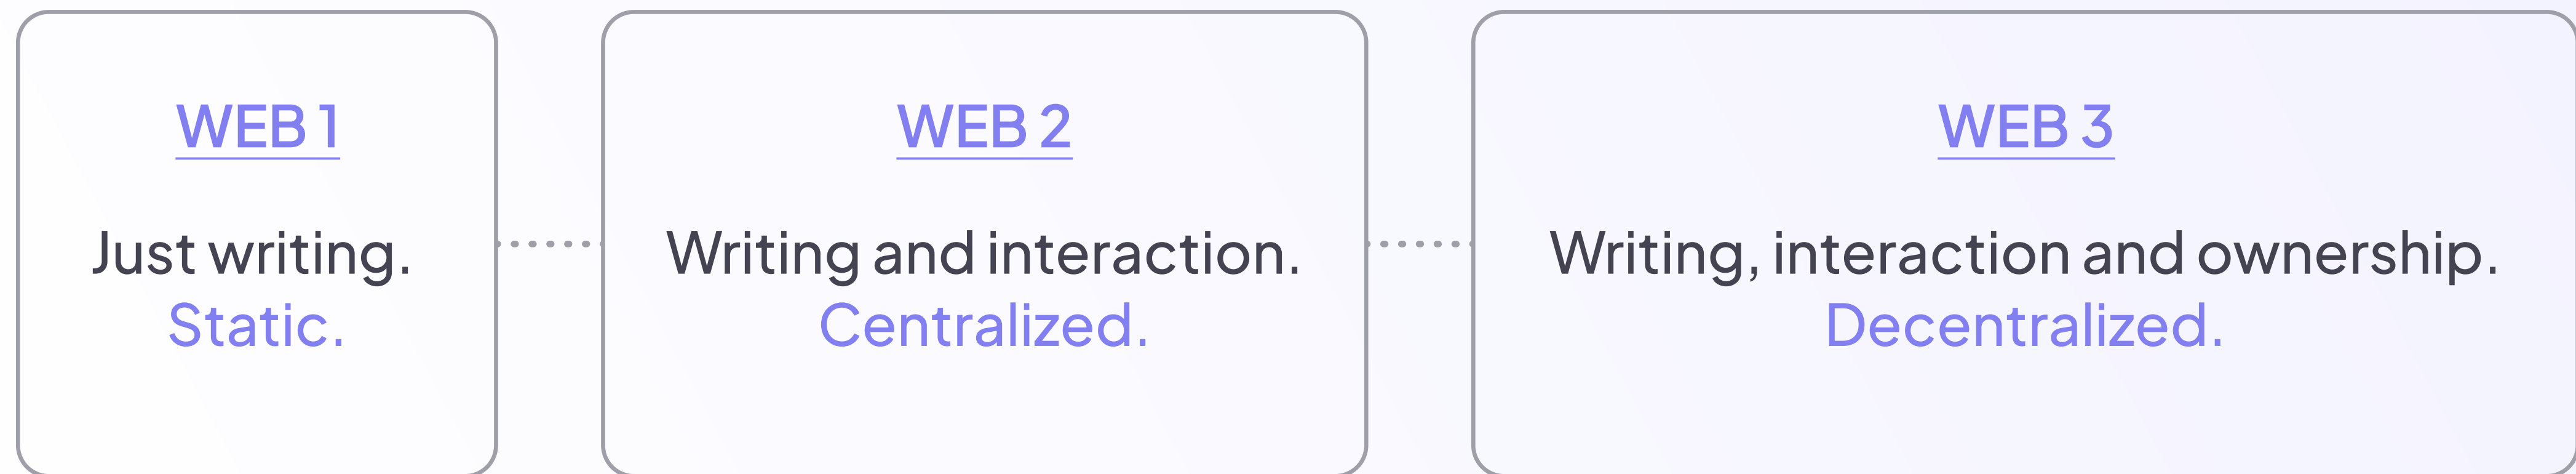 WEB 1
Just writing.
Static.
WEB 2
Writing and interaction.
Centralized.
WEB 3
Writing, interaction and ownership.
Decentralized.